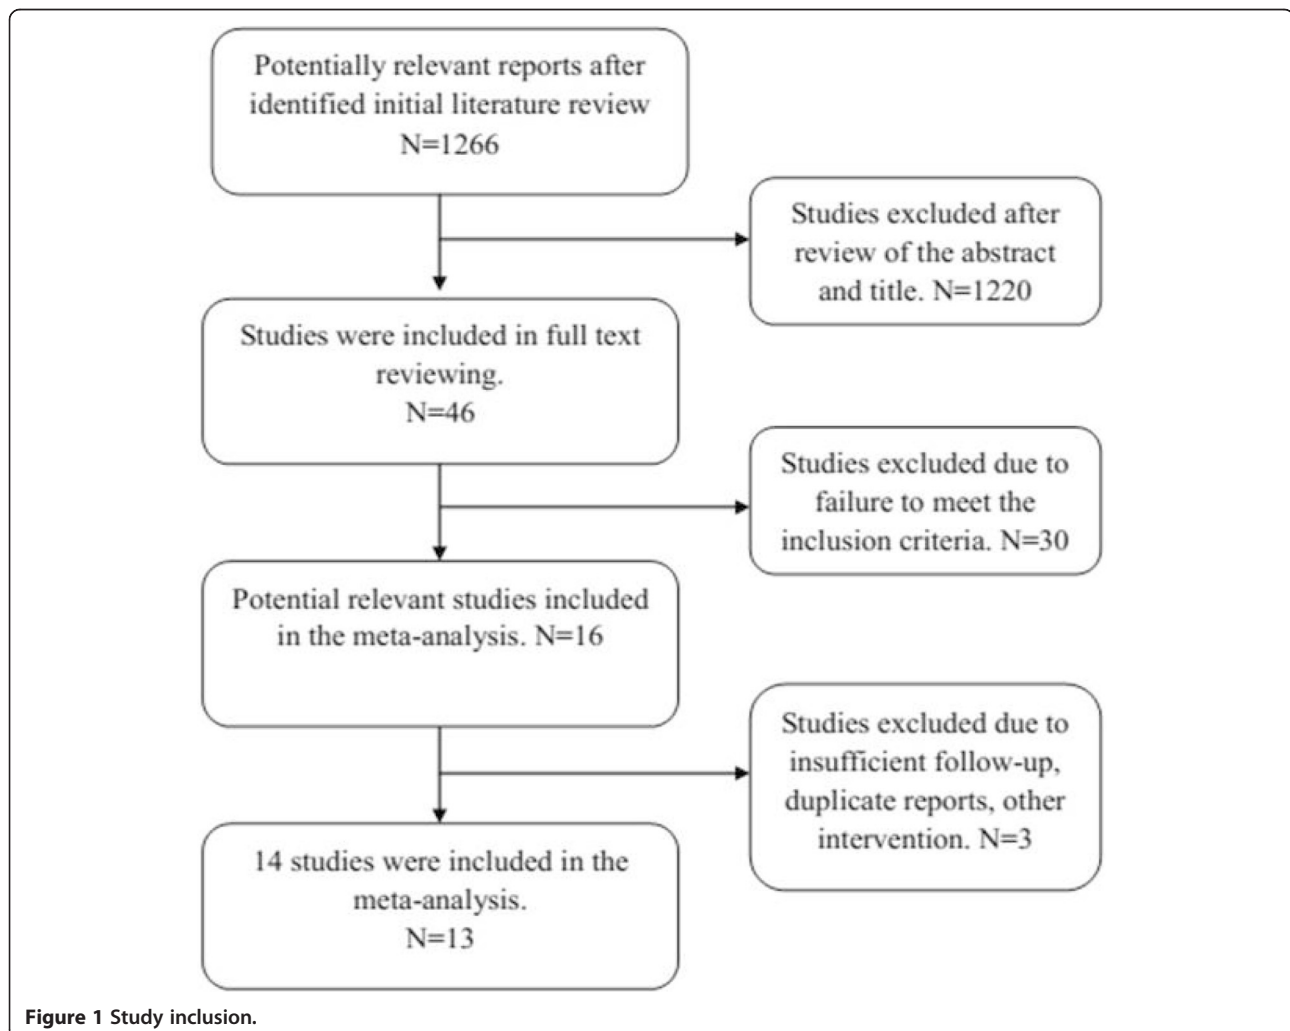 Potentially relevant reports after
identified initial literature review
N=1266
Studies excluded after
review of the abstract
and title. N=1220
Studies were included in full text
reviewing.
N=46
Studies excluded due to
failure to meet the
inclusion criteria. N=30
Potential relevant studies included
in the meta-analysis. N=16
Studies excluded due to
insufficient follow-up,
duplicate reports, other
intervention. N=3
14 studies were included in the
meta-analysis.
N=13
Figure 1 Study inclusion.